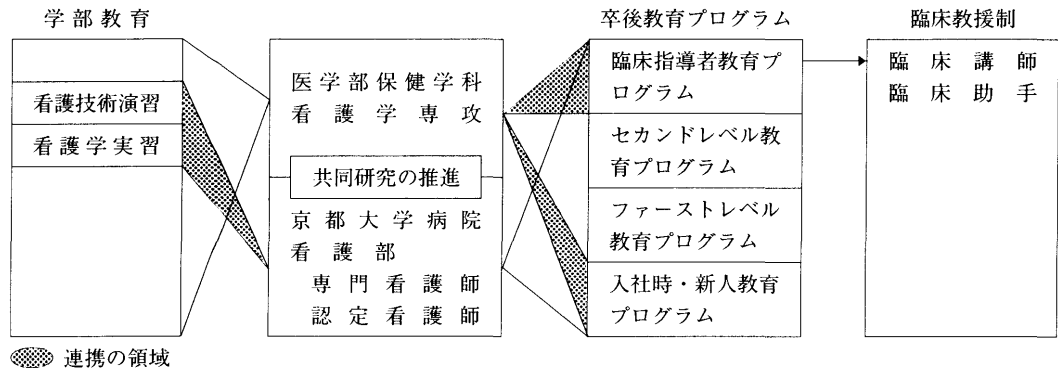 学部教育
看護技術演習
看護学実習
医学部保健学科
看護学専攻
共同研究の推進
京都大学病院
看護部
専門看護師
認定看護師
卒後教育プログラム
臨床指導者教育プ
ログラム
セカンドレベル教
育プログラム
ファーストレベル
教育プログラム
入社時・新人教育
プログラム
臨床教援制
臨床講師
臨床助手
連携の領域